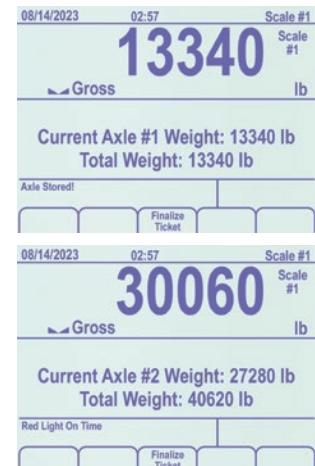 08/14/2023 02:57 Scale #1
13340 Scale #1
Gross lb
Current Axle #1 Weight: 13340 lb
Total Weight: 13340 lb
Axle Stored!
Finalize
Ticket
08/14/2023 02:57 Scale #1
30060 Scale #1
Gross lb
Current Axle #2 Weight: 27280 lb
Total Weight: 40620 lb
Red Light On Time
Finalize
Ticket